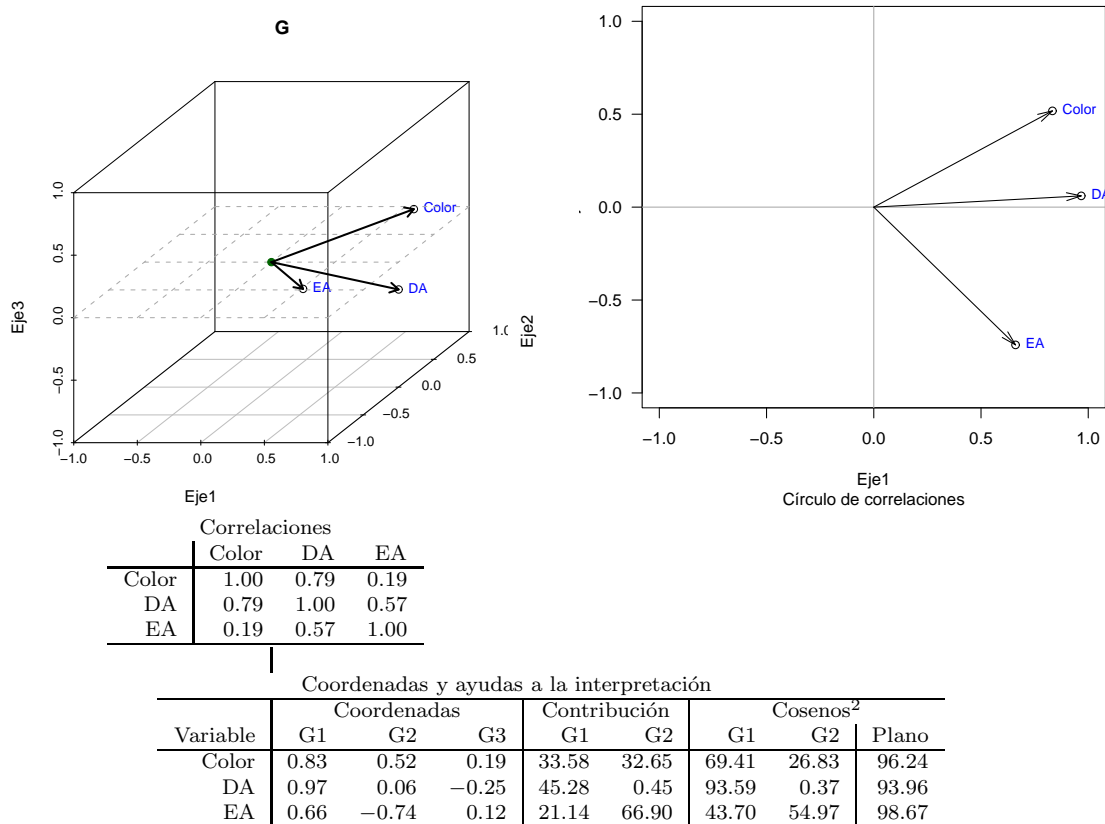 G
Eje3
1.0
0.5
0.0
−0.5
−1.0
−1.0 −0.5 0.0 0.5 1.0
Eje1
−1.0
−0.5
0.0
0.5
Eje2
Color
DA
EA
1.0
0.5
0.0
−0.5
−1.0
−1.0 −0.5 0.0 0.5 1.0
Color
EA
Eje1
Círculo de correlaciones
Correlaciones
Color DA EA
Color 1.00 0.79 0.19
DA 0.79 1.00 0.57
EA 0.19 0.57 1.00
Coordenadas y ayudas a la interpretación
Coordenadas Contribución Cosenos²
Variable G1 G2 G3 G1 G2 G1 G2 Plano
Color 0.83 0.52 0.19 33.58 32.65 69.41 26.83 96.24
DA 0.97 0.06 −0.25 45.28 0.45 93.59 0.37 93.96
EA 0.66 −0.74 0.12 21.14 66.90 43.70 54.97 98.67